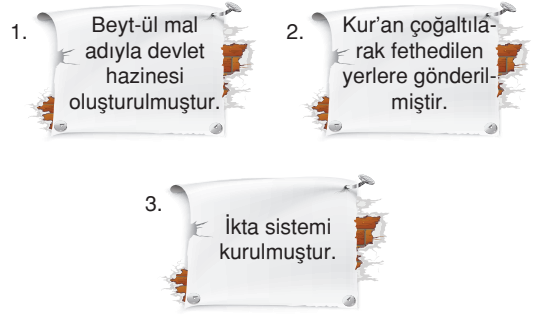 1.
Beyt-ül mal
adıyla devlet
hazinesi
oluşturulmuştur.
2.
Kur'an çoğaltıla-
rak fethedilen
yerlere gönderil-
miştir.
3.
İkta sistemi
kurulmuştur.